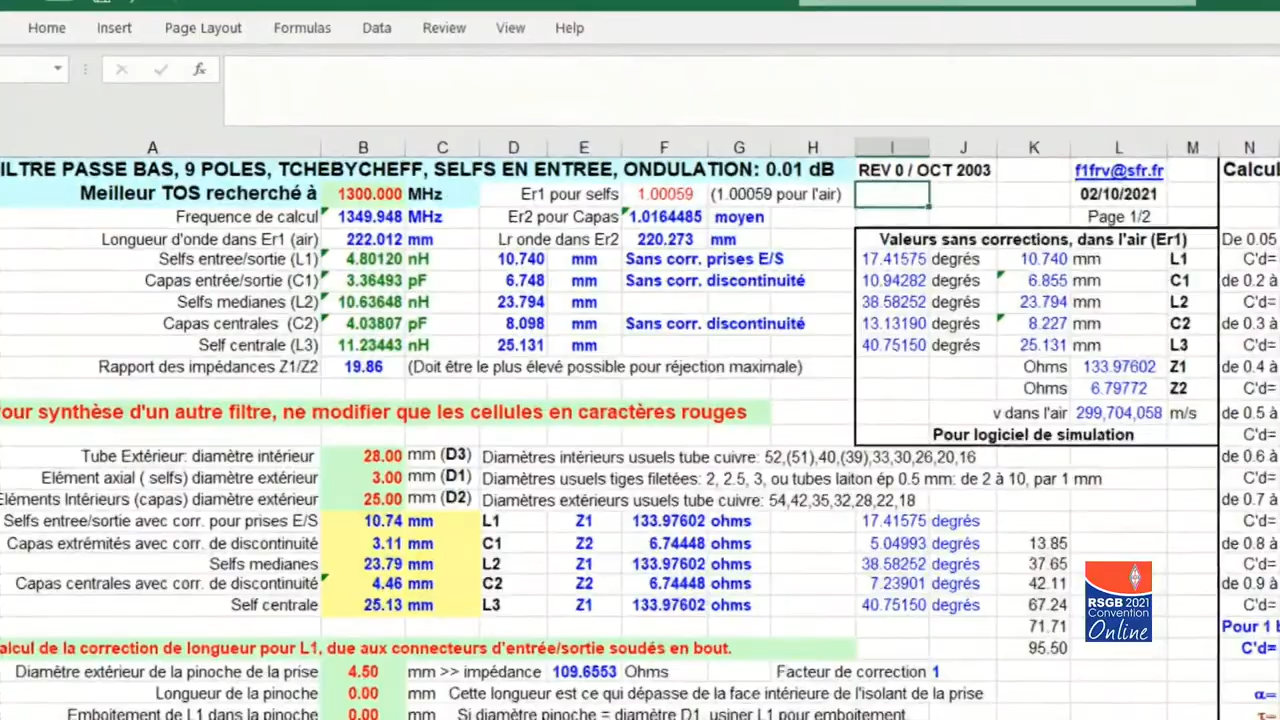 Home Insert Page Layout Formulas Data Review View Help
fx
A B C D E F G H I J K L M N
ILTRE PASSE BAS, 9 POLES, TCHEBYCHEFF, SELFS EN ENTREE, ONDULATION: 0.01 dB REV 0 / OCT 2003 f1frv@sfr.fr Calcul
Meilleur TOS recherché à 1300.000 MHz Er1 pour selfs 1.00059 (1.00059 pour l'air) 02/10/2021
Frequence de calcul 1349.948 MHz Er2 pour Capas 1.0164485 moyen Page 1/2
Longueur d'onde dans Er1 (air) 222.012 mm Lr onde dans Er2 220.273 mm Valeurs sans corrections, dans l'air (Er1) De 0.05
Selfs entree/sortie (L1) 4.80120 nH 10.740 mm Sans corr. prises E/S 17.41575 degrés 10.740 mm L1 C'd=
Capas entrée/sortie (C1) 3.36493 pF 6.748 mm Sans corr. discontinuité 10.94282 degrés 6.855 mm C1 de 0.2 à
Selfs medianes (L2) 10.63648 nH 23.794 mm 38.58252 degrés 23.794 mm L2 C'd=
Capas centrales (C2) 4.03807 pF 8.098 mm Sans corr. discontinuité 13.13190 degrés 8.227 mm C2 de 0.3 à
Self centrale (L3) 11.23443 nH 25.131 mm 40.75150 degrés 25.131 mm L3 C'd=
Rapport des impédances Z1/Z2 19.86 (Doit être le plus élevé possible pour réjection maximale) Ohms 133.97602 Z1 de 0.4 à
Ohms 6.79772 Z2 C'd=
our synthèse d'un autre filtre, ne modifier que les cellules en caractères rouges v dans l'air 299,704,058 m/s de 0.5 à
Pour logiciel de simulation C'd=
Tube Extérieur: diamètre intérieur 28.00 mm (D3) Diamètres intérieurs usuels tube cuivre: 52,(51),40,(39),33,30,26,20,16 de 0.6 à
Elément axial ( selfs) diamètre extérieur 3.00 mm (D1) Diamètres usuels tiges filetées: 2, 2.5, 3, ou tubes laiton ép 0.5 mm: de 2 à 10, par 1 mm C'd=
Eléments Intérieurs (capas) diamètre extérieur 25.00 mm (D2) Diamètres extérieurs usuels tube cuivre: 54,42,35,32,28,22,18 de 0.7 à
Selfs entree/sortie avec corr. pour prises E/S 10.74 mm L1 Z1 133.97602 ohms 17.41575 degrés C'd=
Capas extrémités avec corr. de discontinuité 3.11 mm C1 Z2 6.74448 ohms 5.04993 degrés 13.85 de 0.8 à
Selfs medianes 23.79 mm L2 Z1 133.97602 ohms 38.58252 degrés 37.65 C'd=
Capas centrales avec corr. de discontinuité 4.46 mm C2 Z2 6.74448 ohms 7.23901 degrés 42.11 de 0.9 à
Self centrale 25.13 mm L3 Z1 133.97602 ohms 40.75150 degrés 67.24 C'd=
RSGB 2021
Convention
Online
71.71 Pour 1 b
alcul de la correction de longueur pour L1, due aux connecteurs d'entrée/sortie soudés en bout. 95.50 C'd=
Diamètre extérieur de la pinoche de la prise 4.50 mm >> impédance 109.6553 Ohms Facteur de correction 1
Longueur de la pinoche 0.00 mm Cette longueur est ce qui dépasse de la face intérieure de l'isolant de la prise α=
Emboitement de L1 dans la pinoche 0.00 mm Si diamètre pinoche = diamètre D1, usiner L1 pour emboitement. τ=